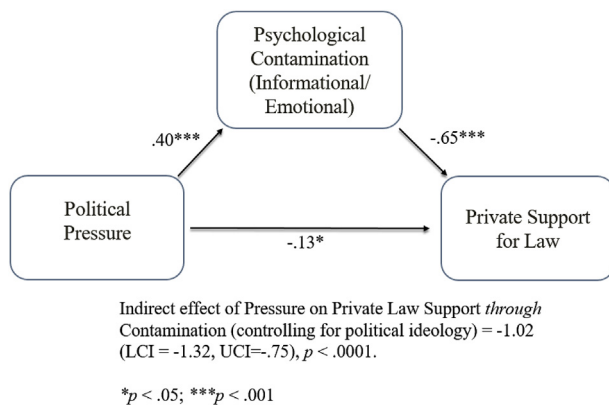 Psychological
Contamination
(Informational/
Emotional)
.40***
-.65***
Political
Pressure
-.13*
Private Support
for Law
Indirect effect of Pressure on Private Law Support through
Contamination (controlling for political ideology) = -1.02
(LCI = -1.32, UCI=-.75), p < .0001.
*p < .05; ***p < .001